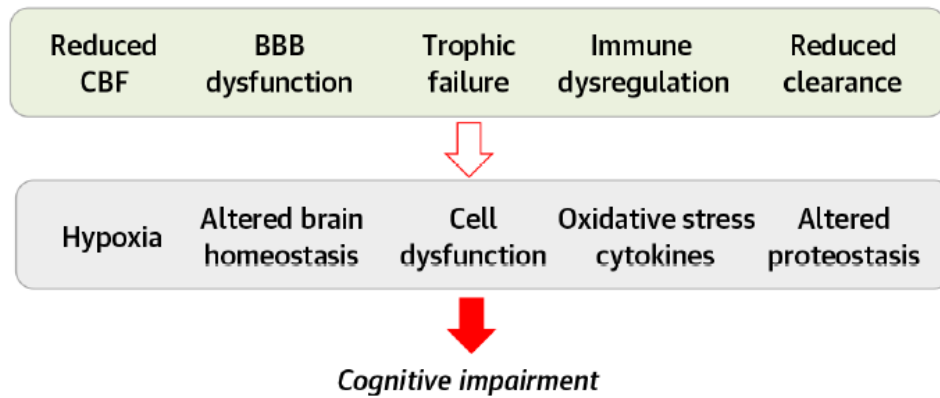 Reduced CBF
BBB dysfunction
Trophic failure
Immune dysregulation
Reduced clearance
Hypoxia
Altered brain homeostasis
Cell dysfunction
Oxidative stress cytokines
Altered proteostasis
Cognitive impairment